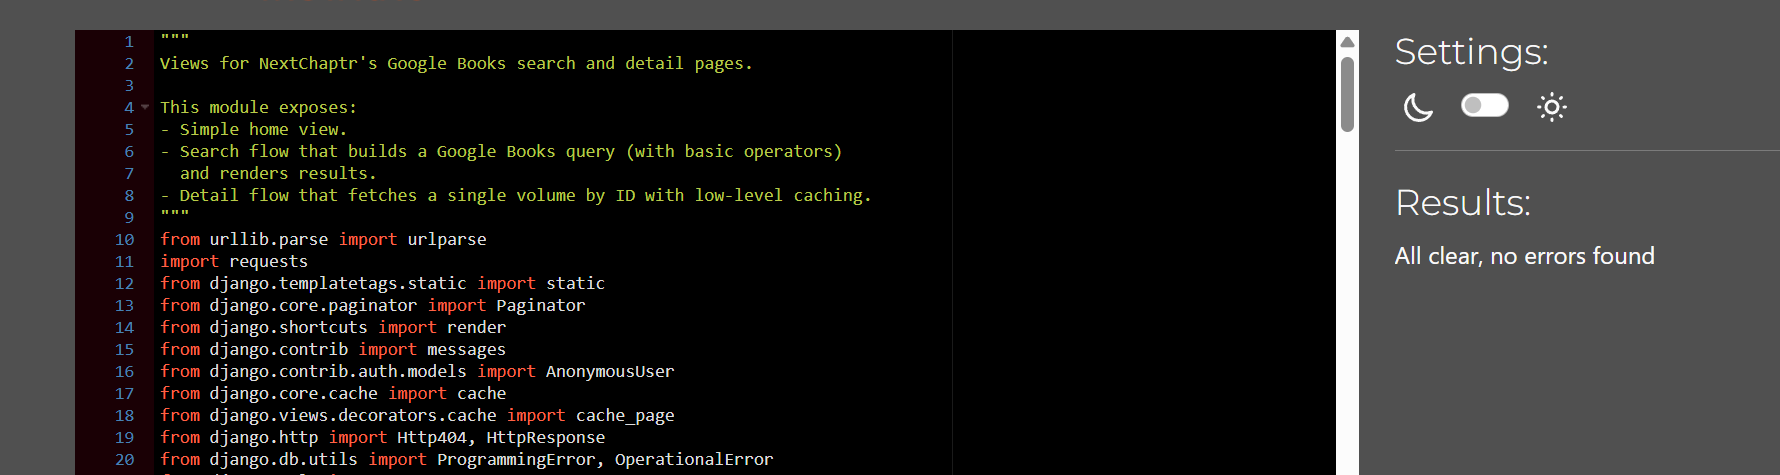 1 """
2 Views for NextChaptr's Google Books search and detail pages.
3
4 This module exposes:
5 - Simple home view.
6 - Search flow that builds a Google Books query (with basic operators)
7   and renders results.
8 - Detail flow that fetches a single volume by ID with low-level caching.
9 """
10 from urllib.parse import urlparse
11 import requests
12 from django.templatetags.static import static
13 from django.core.paginator import Paginator
14 from django.shortcuts import render
15 from django.contrib import messages
16 from django.contrib.auth.models import AnonymousUser
17 from django.core.cache import cache
18 from django.views.decorators.cache import cache_page
19 from django.http import Http404, HttpResponse
20 from django.db.utils import ProgrammingError, OperationalError
Settings:
Results:
All clear, no errors found